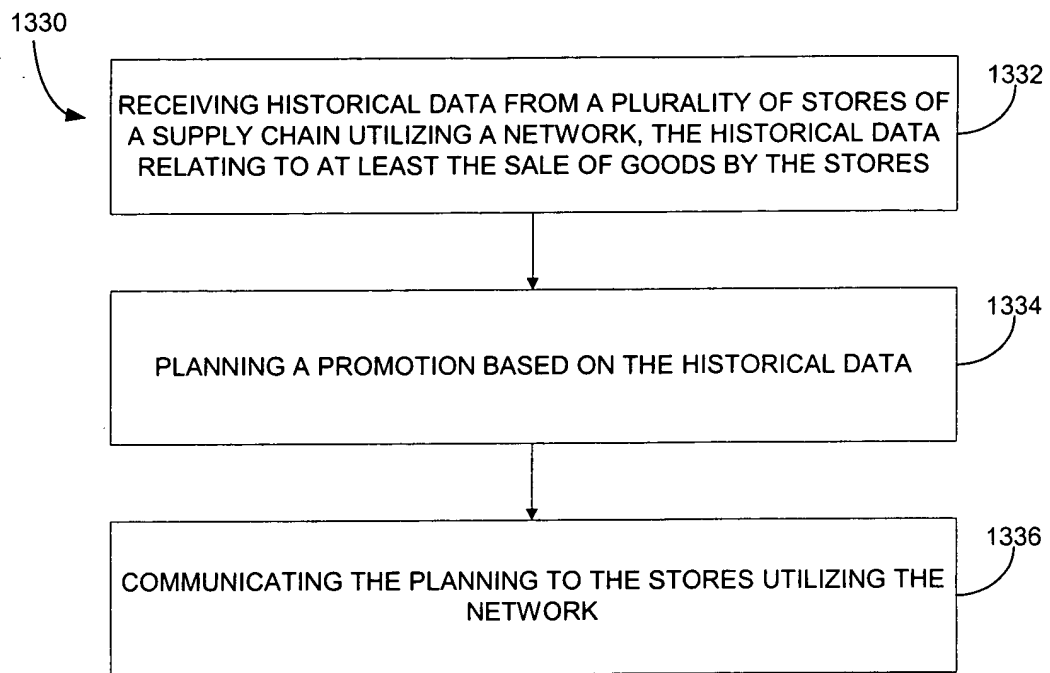 1330
1332
RECEIVING HISTORICAL DATA FROM A PLURALITY OF STORES OF
A SUPPLY CHAIN UTILIZING A NETWORK, THE HISTORICAL DATA
RELATING TO AT LEAST THE SALE OF GOODS BY THE STORES
1334
PLANNING A PROMOTION BASED ON THE HISTORICAL DATA
1336
COMMUNICATING THE PLANNING TO THE STORES UTILIZING THE
NETWORK